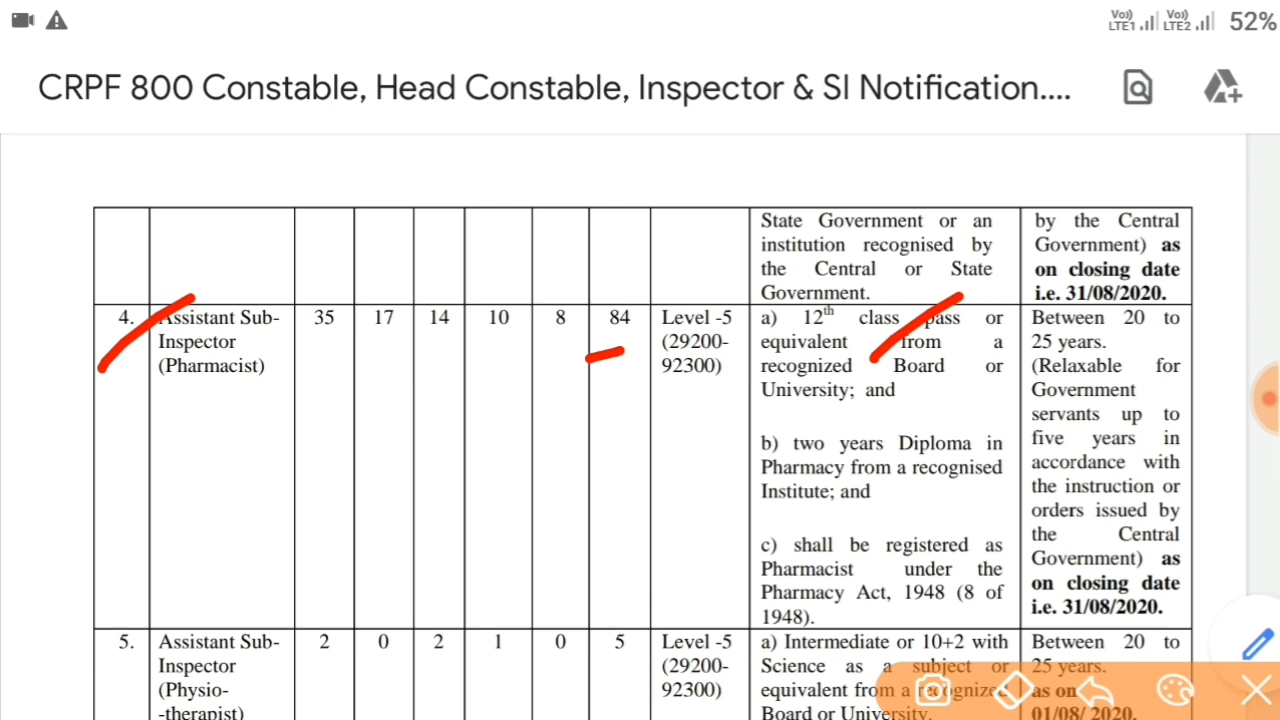 Vo)) LTE1 Vo)) LTE2 52%
CRPF 800 Constable, Head Constable, Inspector & SI Notification....
State Government or an
institution recognised by
the Central or State
Government.
by the Central
Government) as
on closing date
i.e. 31/08/2020.
4.
Assistant Sub-
Inspector
(Pharmacist)
35
17
14
10
8
84
Level -5
(29200-
92300)
a) 12th class pass or
equivalent from a
recognized Board or
University; and
b) two years Diploma in
Pharmacy from a recognised
Institute; and
c) shall be registered as
Pharmacist under the
Pharmacy Act, 1948 (8 of
1948).
Between 20 to
25 years.
(Relaxable for
Government
servants up to
five years in
accordance with
the instruction or
orders issued by
the Central
Government) as
on closing date
i.e. 31/08/2020.
5.
Assistant Sub-
Inspector
(Physio-
-therapist)
2
0
2
1
0
5
Level -5
(29200-
92300)
a) Intermediate or 10+2 with
Science as a subject or
equivalent from a recognized
Board or University.
Between 20 to
25 years.
as on
01/08/ 2020.